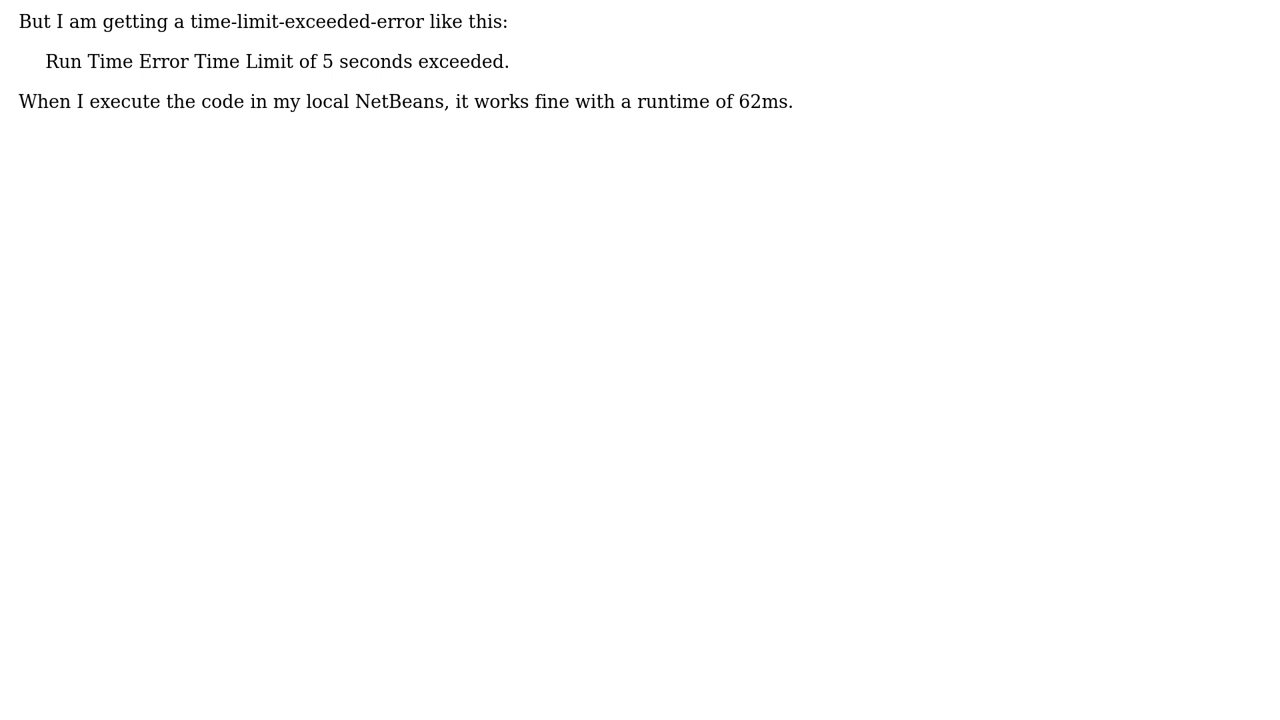 But I am getting a time-limit-exceeded-error like this:
Run Time Error Time Limit of 5 seconds exceeded.
When I execute the code in my local NetBeans, it works fine with a runtime of 62ms.